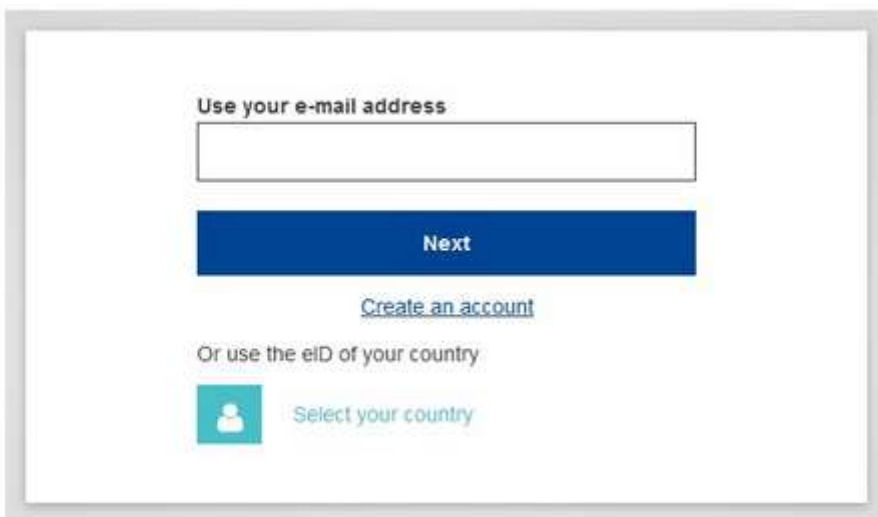 Use your e-mail address
Next
Create an account
Or use the eID of your country
Select your country